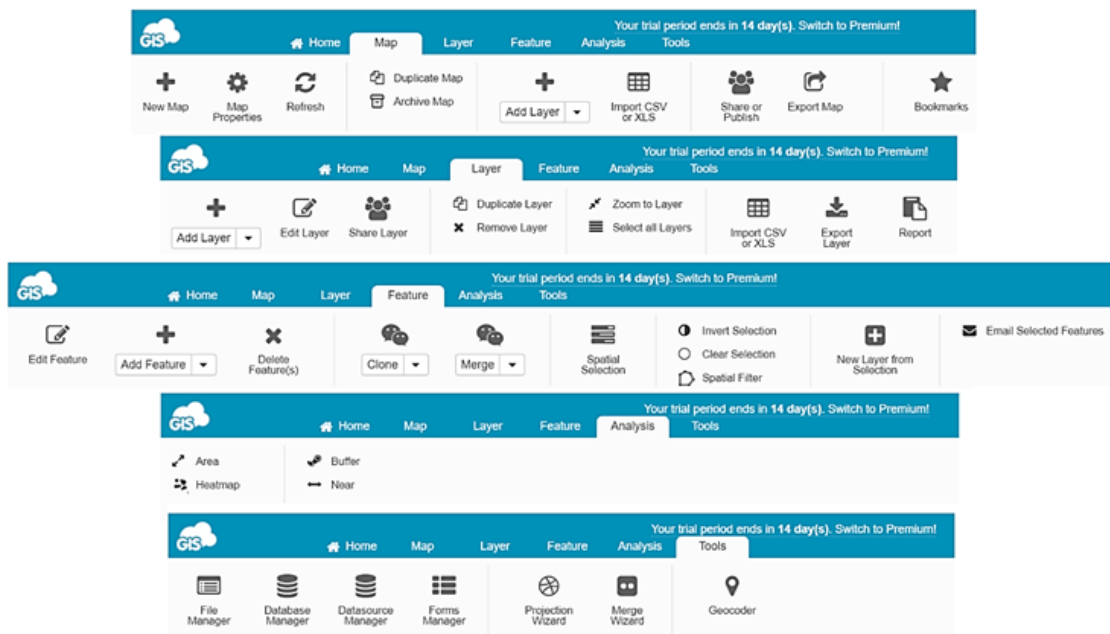 Your trial period ends in 14 day(s). Switch to Premium!
GIS
Home Map Layer Feature Analysis Tools
New Map
Map Properties
Refresh
Duplicate Map
Archive Map
Add Layer
Import CSV or XLS
Share or Publish
Export Map
Bookmarks
Your trial period ends in 14 day(s). Switch to Premium!
GIS
Home Map Layer Feature Analysis Tools
Add Layer
Edit Layer
Share Layer
Duplicate Layer
Remove Layer
Zoom to Layer
Select all Layers
Import CSV or XLS
Export Layer
Report
Your trial period ends in 14 day(s). Switch to Premium!
GIS
Home Map Layer Feature Analysis Tools
Edit Feature
Add Feature
Delete Feature(s)
Clone
Merge
Spatial Selection
Invert Selection
Clear Selection
Spatial Filter
New Layer from Selection
Email Selected Features
Your trial period ends in 14 day(s). Switch to Premium!
GIS
Home Map Layer Feature Analysis Tools
Area
Heatmap
Buffer
Near
Your trial period ends in 14 day(s). Switch to Premium!
GIS
Home Map Layer Feature Analysis Tools
File Manager
Database Manager
Datasource Manager
Forms Manager
Projection Wizard
Merge Wizard
Geocoder